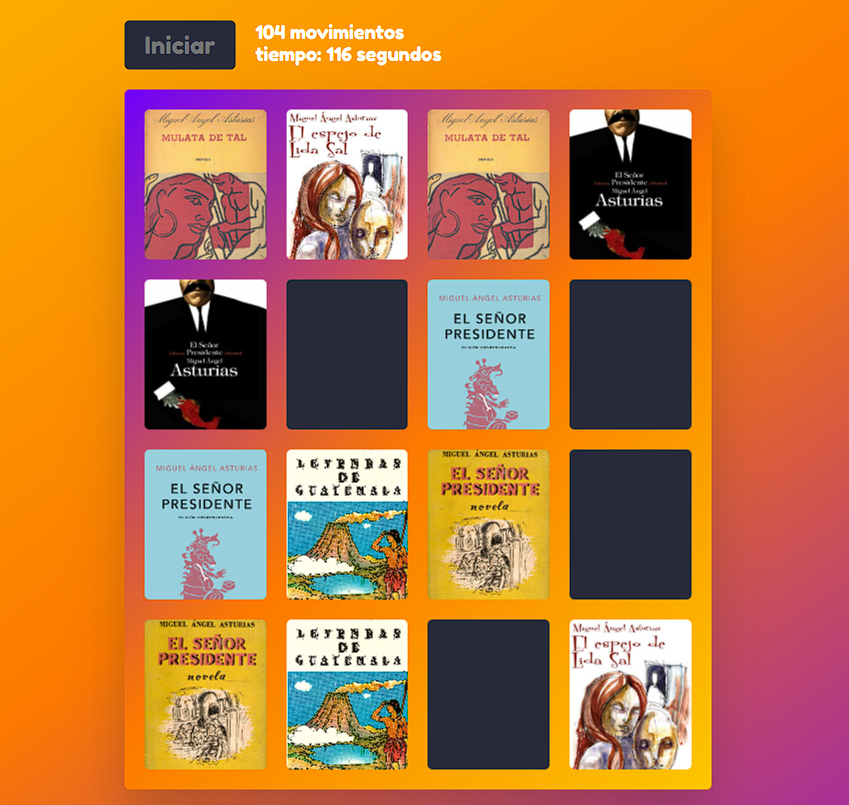 Iniciar
104 movimientos
tiempo: 116 segundos
Miguel Angel Asturias
MULATA DE TAL
NOVELA
Miguel Ángel Asturias
El espejo de
Lida Sal
Miguel Angel Asturias
MULATA DE TAL
NOVELA
El Señor
Presidente
Miguel Ángel
Asturias
El Señor
Presidente
Miguel Ángel
Asturias
MIGUEL ÁNGEL ASTURIAS
EL SEÑOR
PRESIDENTE
MIGUEL ÁNGEL ASTURIAS
EL SEÑOR
PRESIDENTE
LEYENDAS
DE
GUATEMALA
MIGUEL ÁNGEL ASTURIAS
EL SEÑOR
PRESIDENTE
novela
MIGUEL ÁNGEL ASTURIAS
EL SEÑOR
PRESIDENTE
novela
LEYENDAS
DE
GUATEMALA
Miguel Ángel Asturias
El espejo de
Lida Sal